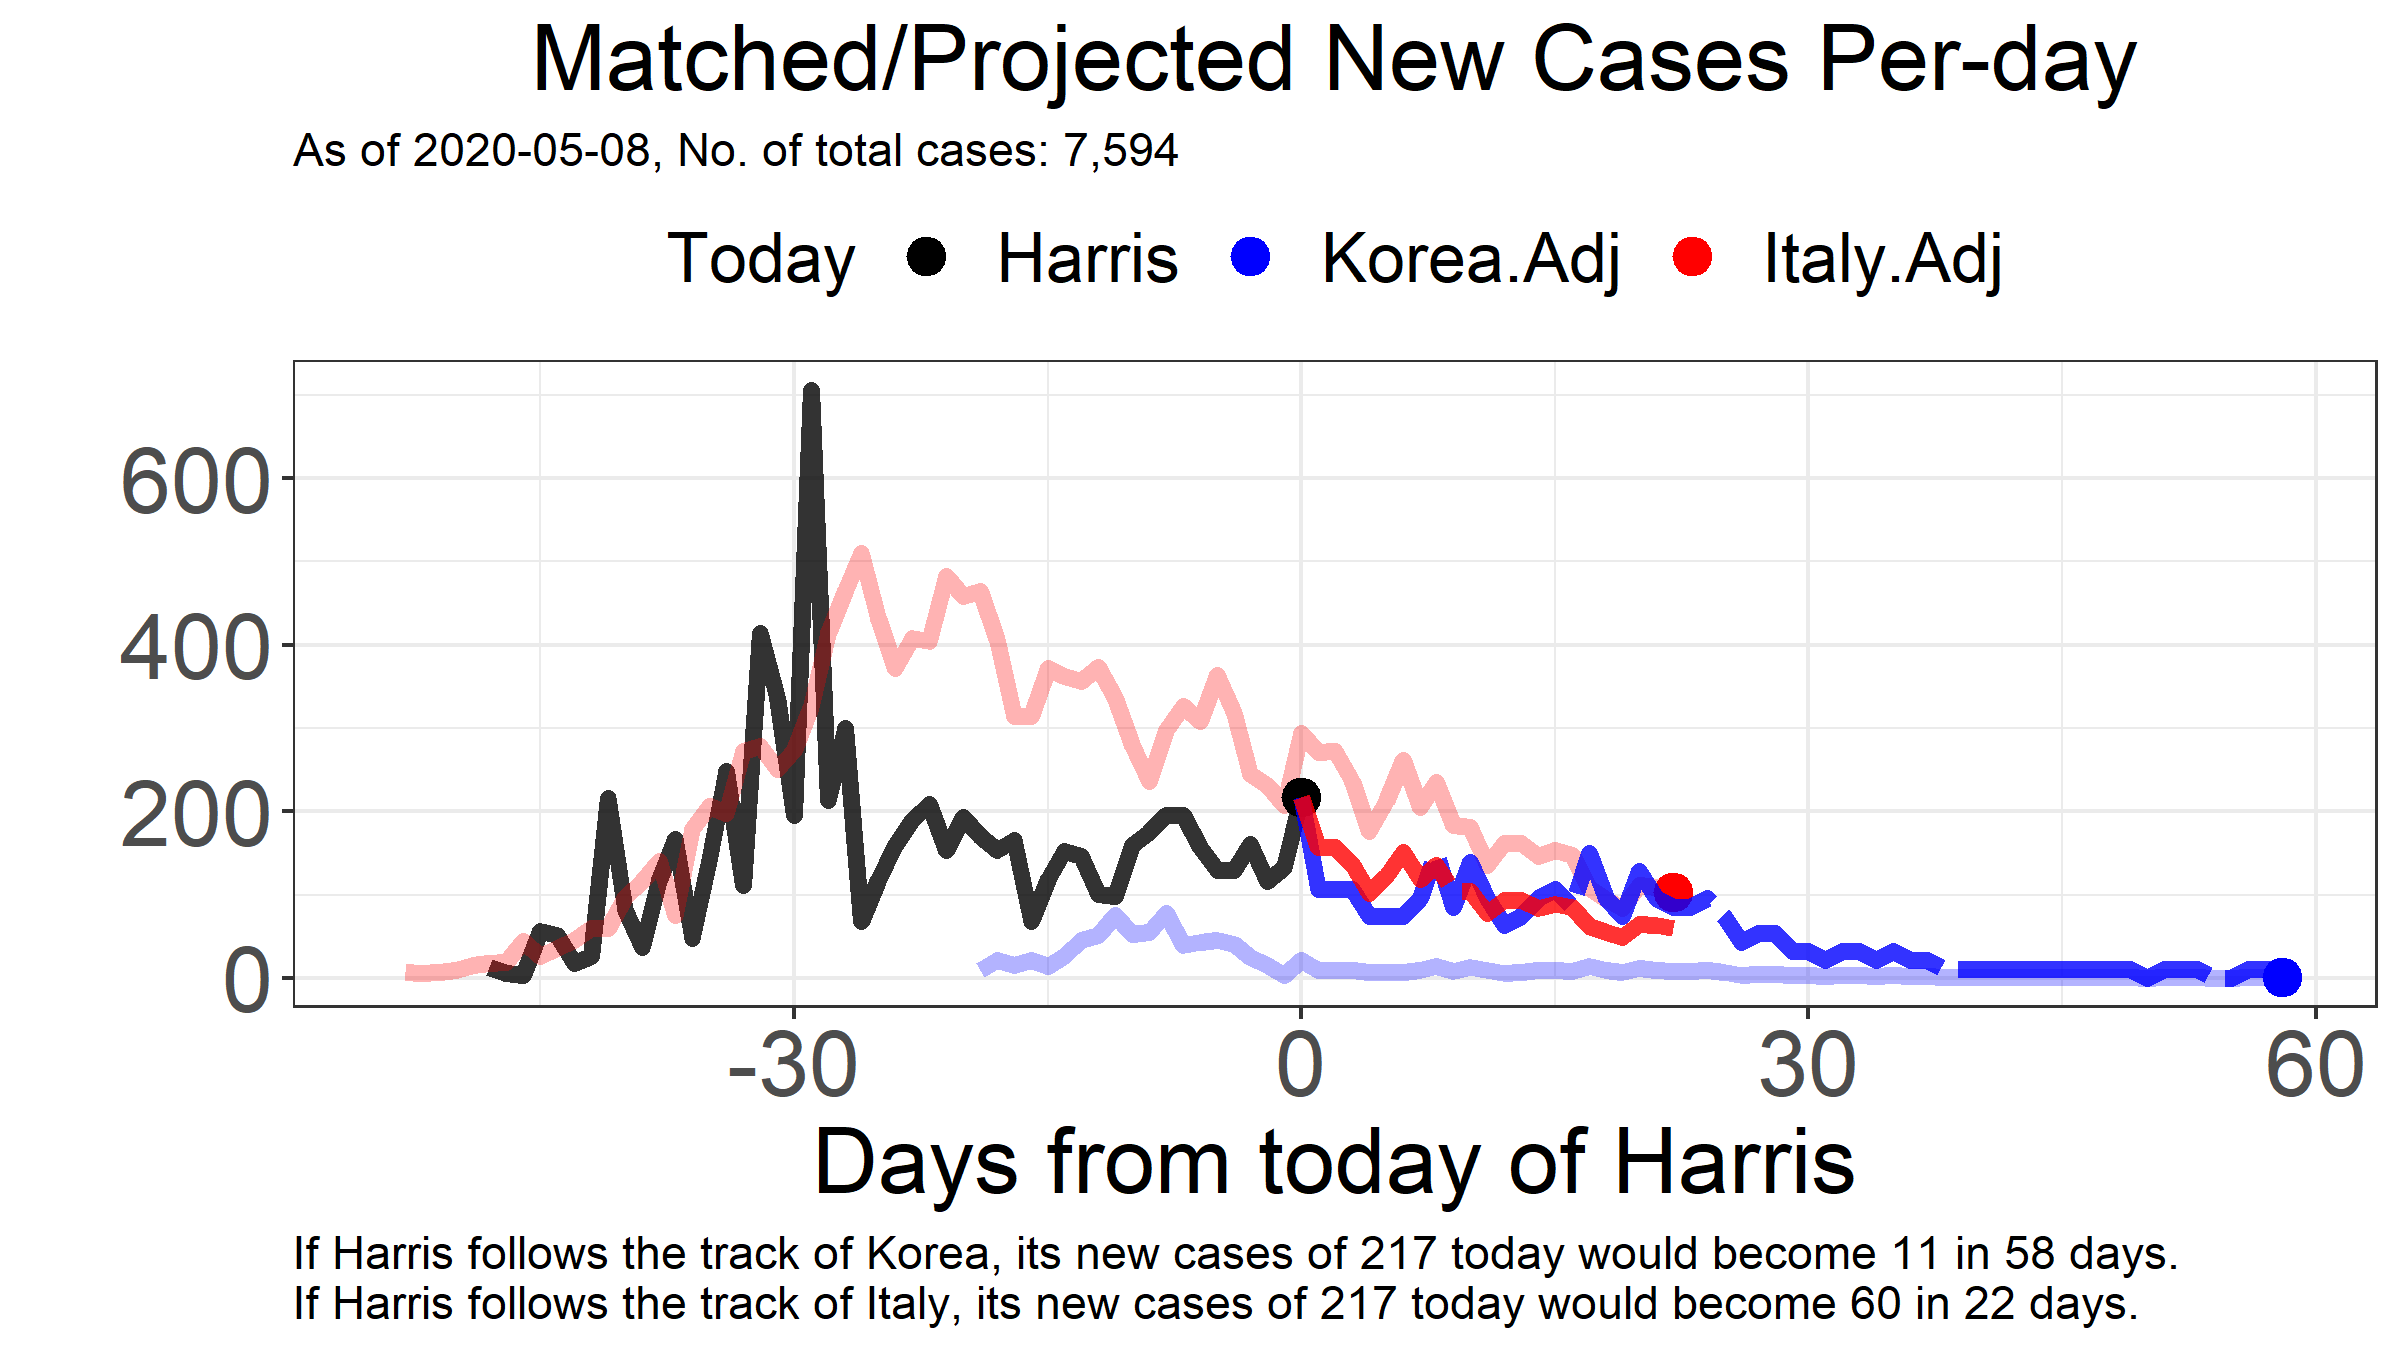 Matched/Projected New Cases Per-day
As of 2020-05-08, No. of total cases: 7,594
Today Harris Korea.Adj Italy.Adj
600
400
200
0
-30 0 30 60
Days from today of Harris
If Harris follows the track of Korea, its new cases of 217 today would become 11 in 58 days.
If Harris follows the track of Italy, its new cases of 217 today would become 60 in 22 days.